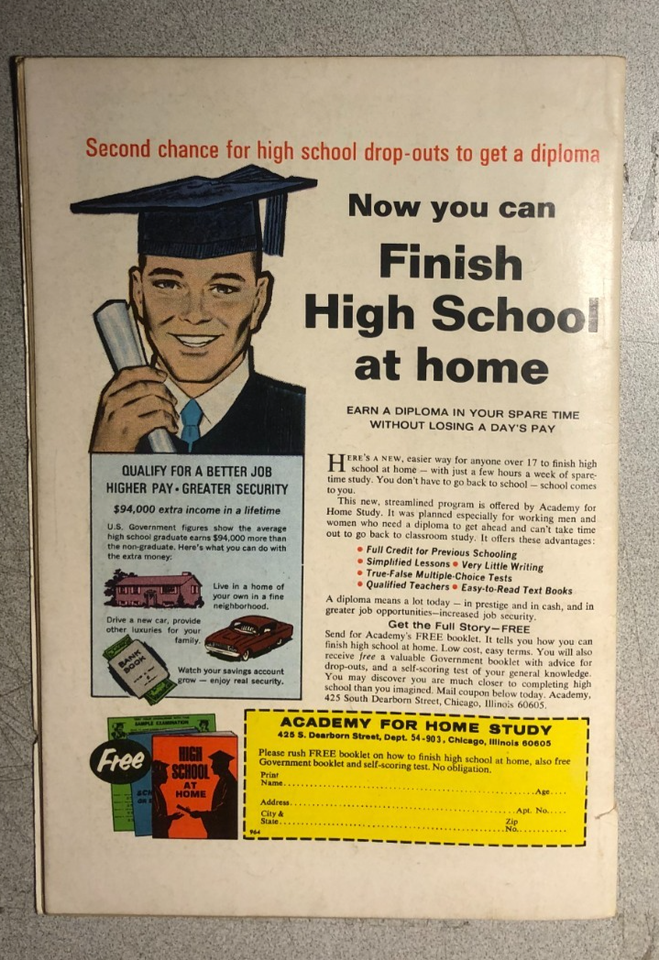 Second chance for high school drop-outs to get a diploma
Now you can
Finish
High School
at home
EARN A DIPLOMA IN YOUR SPARE TIME
WITHOUT LOSING A DAY'S PAY
HERE'S A NEW, easier way for anyone over 17 to finish high
school at home — with just a few hours a week of spare-
time study. You don't have to go back to school — school comes
to you.
This new, streamlined program is offered by Academy for
Home Study. It was planned especially for working men and
women who need a diploma to get ahead and can't take time
out to go back to classroom study. It offers these advantages:
• Full Credit for Previous Schooling
• Simplified Lessons • Very Little Writing
• True-False Multiple-Choice Tests
• Qualified Teachers • Easy-to-Read Text Books
A diploma means a lot today — in prestige and in cash, and in
greater job opportunities—increased job security.
Get the Full Story—FREE
Send for Academy's FREE booklet. It tells you how you can
finish high school at home. Low cost, easy terms. You will also
receive free a valuable Government booklet with advice for
drop-outs, and a self-scoring test of your general knowledge.
You may discover you are much closer to completing high
school than you imagined. Mail coupon below today. Academy,
425 South Dearborn Street, Chicago, Illinois 60605.
QUALIFY FOR A BETTER JOB
HIGHER PAY • GREATER SECURITY
$94,000 extra income in a lifetime
U.S. Government figures show the average
high school graduate earns $94,000 more than
the non-graduate. Here's what you can do with
the extra money:
Live in a home of
your own in a fine
neighborhood.
Drive a new car, provide
other luxuries for your
family.
BANK
BOOK
Watch your savings account
grow — enjoy real security.
Free
SAMPLE EXAMINATION
HIGH
SCHOOL
AT
HOME
ACADEMY FOR HOME STUDY
425 S. Dearborn Street, Dept. 54-903, Chicago, Illinois 60605
Please rush FREE booklet on how to finish high school at home, also free
Government booklet and self-scoring test. No obligation.
Print
Name Age
Address Apt. No.
City &
State Zip
No.
964